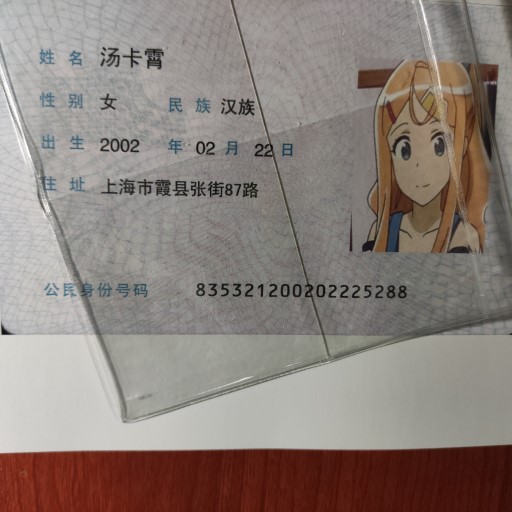 姓名 汤卡霄
性别 女 民族 汉族
出生 2002 年 02 月 22 日
住址 上海市霞县张街87路
公民身份号码 835321200202225288